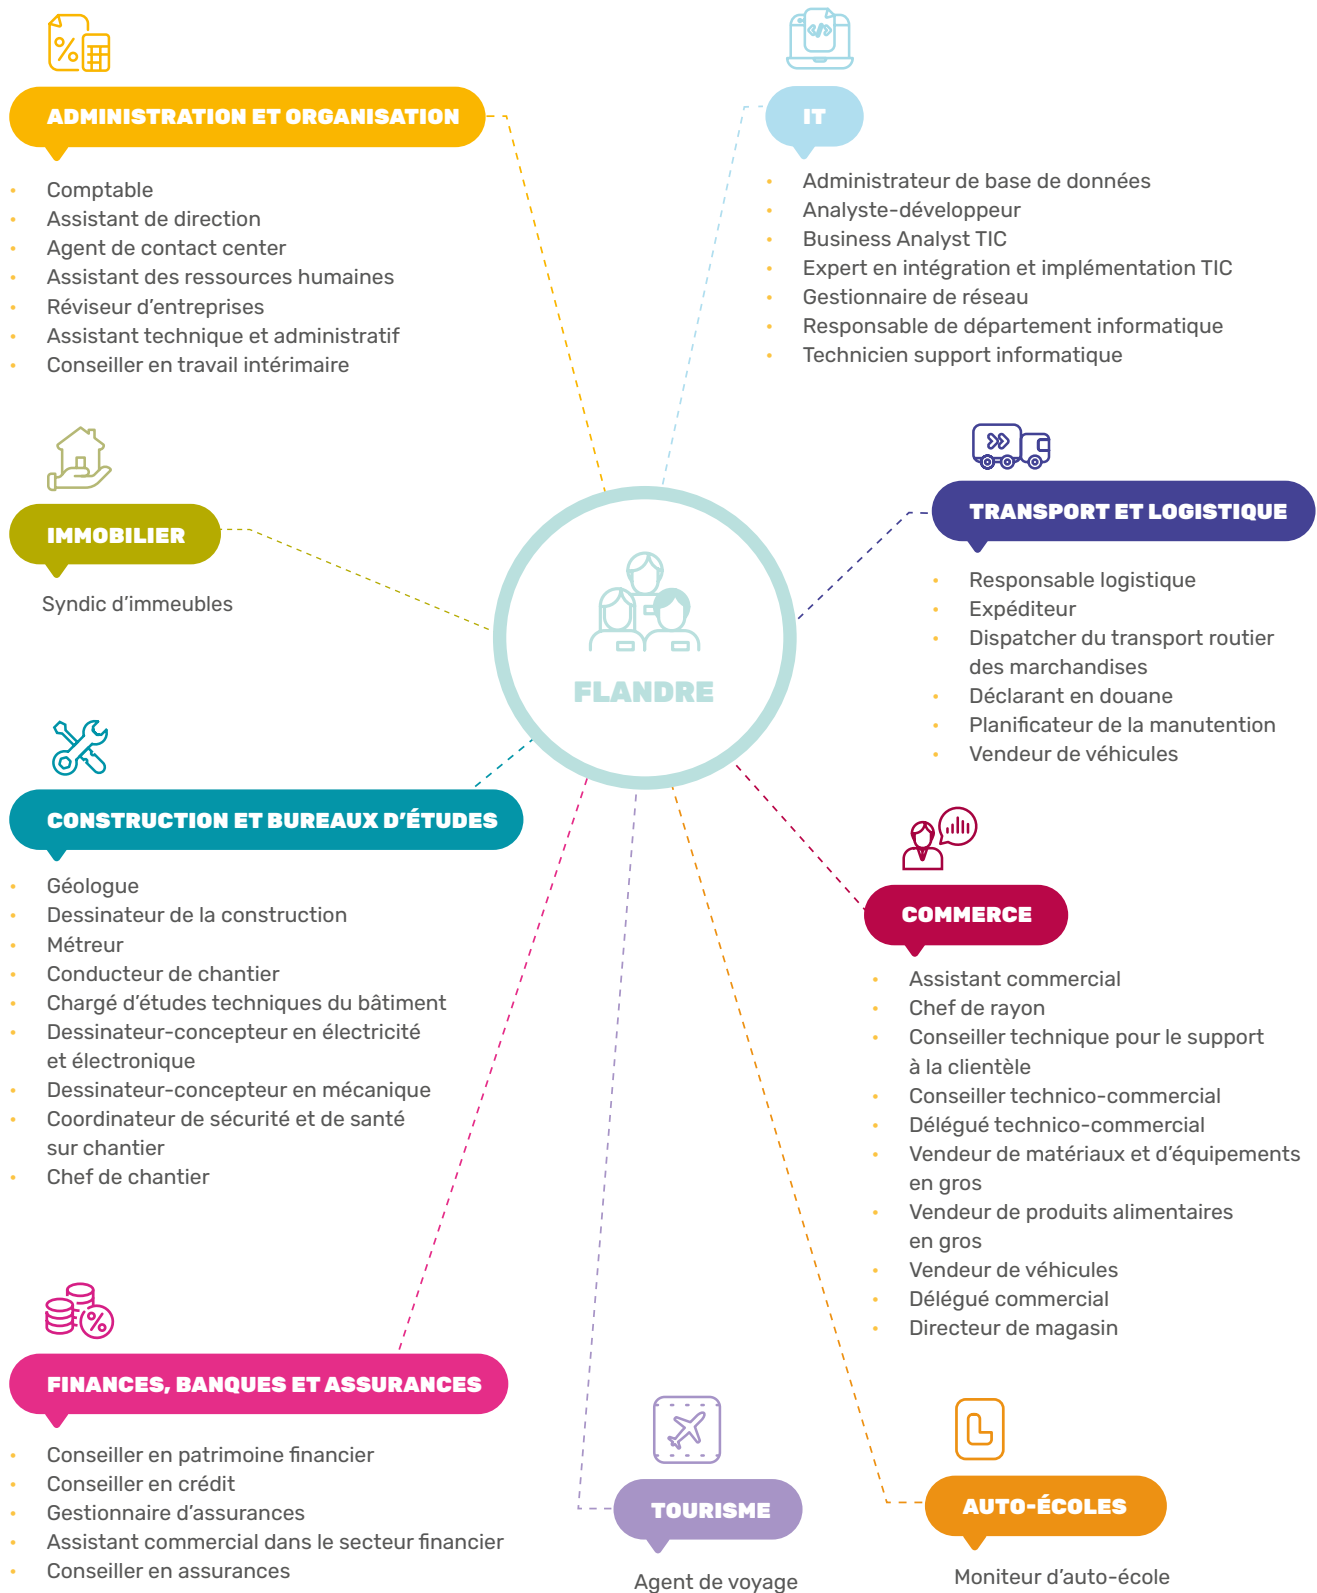 ADMINISTRATION ET ORGANISATION
• Comptable
• Assistant de direction
• Agent de contact center
• Assistant des ressources humaines
• Réviseur d’entreprises
• Assistant technique et administratif
• Conseiller en travail intérimaire
IT
• Administrateur de base de données
• Analyste-développeur
• Business Analyst TIC
• Expert en intégration et implémentation TIC
• Gestionnaire de réseau
• Responsable de département informatique
• Technicien support informatique
IMMOBILIER
Syndic d’immeubles
TRANSPORT ET LOGISTIQUE
• Responsable logistique
• Expéditeur
• Dispatcher du transport routier
des marchandises
• Déclarant en douane
• Planificateur de la manutention
• Vendeur de véhicules
FLANDRE
CONSTRUCTION ET BUREAUX D’ÉTUDES
• Géologue
• Dessinateur de la construction
• Métreur
• Conducteur de chantier
• Chargé d’études techniques du bâtiment
• Dessinateur-concepteur en électricité
et électronique
• Dessinateur-concepteur en mécanique
• Coordinateur de sécurité et de santé
sur chantier
• Chef de chantier
COMMERCE
• Assistant commercial
• Chef de rayon
• Conseiller technique pour le support
à la clientèle
• Conseiller technico-commercial
• Délégué technico-commercial
• Vendeur de matériaux et d’équipements
en gros
• Vendeur de produits alimentaires
en gros
• Vendeur de véhicules
• Délégué commercial
• Directeur de magasin
FINANCES, BANQUES ET ASSURANCES
• Conseiller en patrimoine financier
• Conseiller en crédit
• Gestionnaire d’assurances
• Assistant commercial dans le secteur financier
• Conseiller en assurances
TOURISME
Agent de voyage
L
AUTO-ÉCOLES
Moniteur d’auto-école